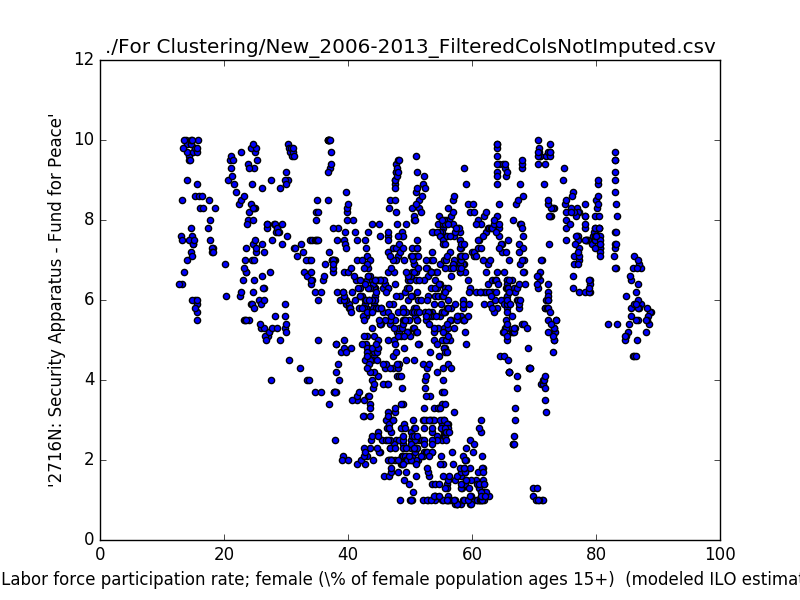 ./For Clustering/New_2006-2013_FilteredColsNotImputed.csv
12
10
8
6
4
2
0
'2716N: Security Apparatus - Fund for Peace'
0 20 40 60 80 100
Labor force participation rate; female (\% of female population ages 15+) (modeled ILO